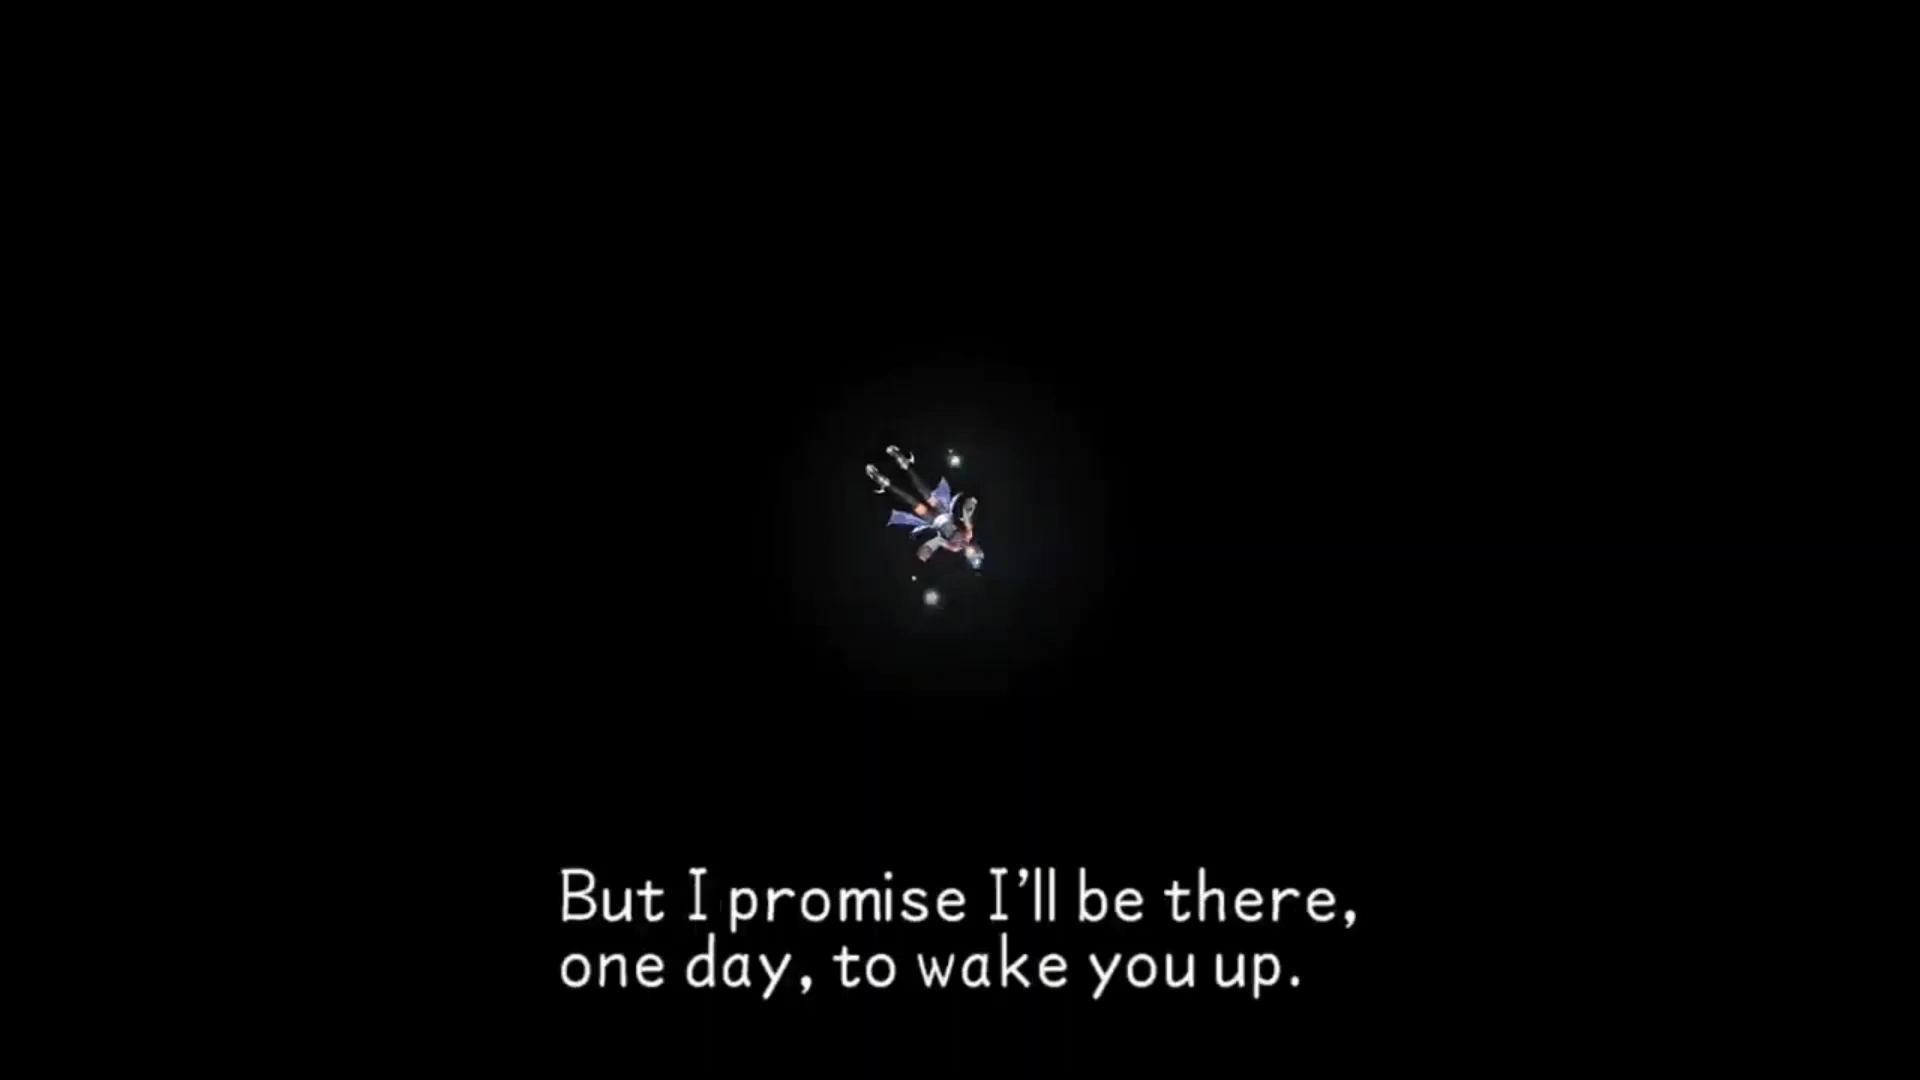 But I promise I’ll be there,
one day, to wake you up.